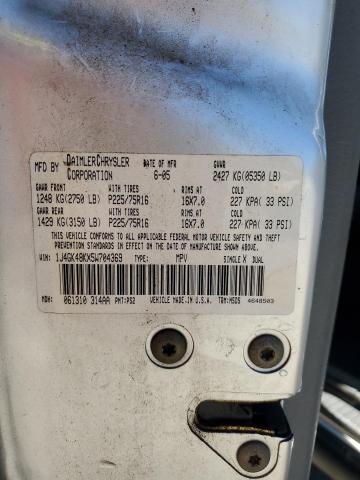 MFD BY DAIMLERCHRYSLER CORPORATION DATE OF MFR 6-05 GVWR 2427 KG(05350 LB)
GAWR FRONT WITH TIRES RIMS AT COLD
1248 KG(2750 LB) P225/75R16 16X7.0 227 KPA( 33 PSI)
GAWR REAR WITH TIRES RIMS AT COLD
1429 KG(3150 LB) P225/75R16 16X7.0 227 KPA( 33 PSI)
THIS VEHICLE CONFORMS TO ALL APPLICABLE FEDERAL MOTOR VEHICLE SAFETY AND
THEFT PREVENTION STANDARDS IN EFFECT ON THE DATE OF MANUFACTURE SHOWN ABOVE.
VIN: 1J4GK48KX5W704369 TYPE: MPV SINGLE X DUAL
MDH: 061310 314AA PNT:PS2 VEHICLE MADE IN U.S.A. TRM:MSDS 4648503